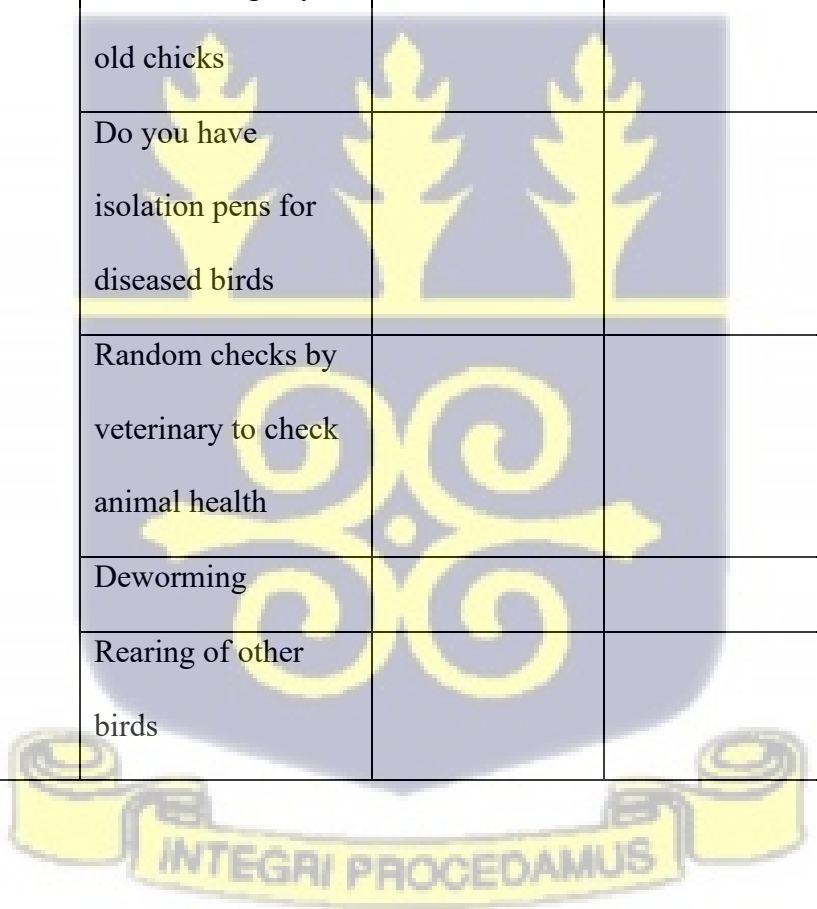 old chicks
Do you have
isolation pens for
diseased birds
Random checks by
veterinary to check
animal health
Deworming
Rearing of other
birds
INTEGRI PROCEDAMUS